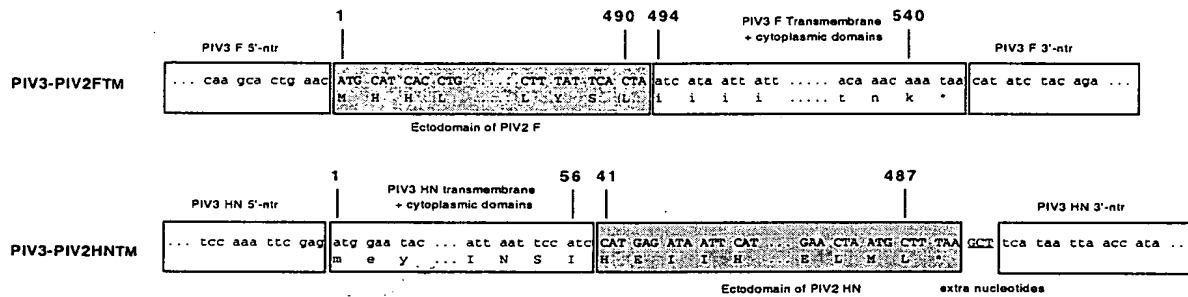 1 490 494 540
PIV3 F 5'-ntr PIV3 F Transmembrane + cytoplasmic domains PIV3 F 3'-ntr
PIV3-PIV2FTM
... caa gca ctg aac ATG CAT CAC CTG ... CTT TAT TCA CTA atc ata att att ..... aca aac aaa taa cat atc tac aga ...
M H H L ... L Y S L i i i i ..... t n k *
Ectodomain of PIV2 F
1 56 41 487
PIV3 HN 5'-ntr PIV3 HN transmembrane + cytoplasmic domains PIV3 HN 3'-ntr
PIV3-PIV2HNTM
... tcc aaa ttc gag atg gaa tac ... att aat tcc atc CAT GAG ATA ATT CAT ... GAA CTA ATG CTT TAA GCT tca taa tta acc ata ...
m e y ... I N S I H E I I H ... E L M L *
Ectodomain of PIV2 HN extra nucleotides